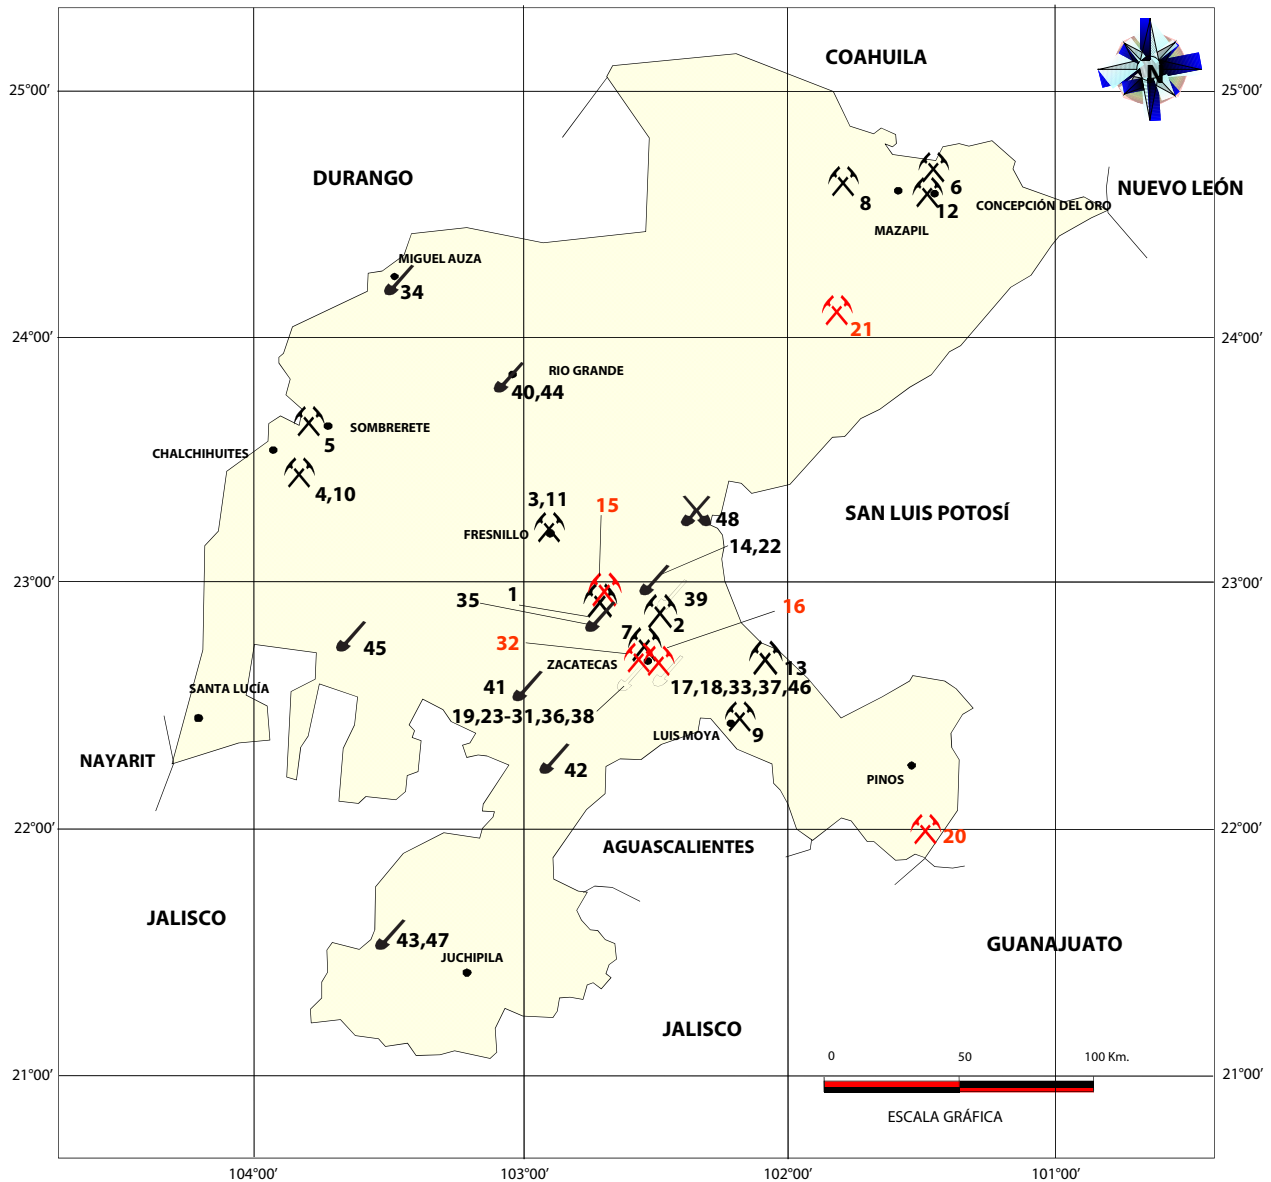 COAHUILA
N
25°00’
25°00’
DURANGO
NUEVO LEÓN
6
8
12
CONCEPCIÓN DEL ORO
MAZAPIL
MIGUEL AUZA
34
21
24°00’
24°00’
RIO GRANDE
40,44
SOMBRERETE
5
CHALCHIHUITES
4,10
3,11
15
FRESNILLO
48
SAN LUIS POTOSÍ
14,22
23°00’
23°00’
1
35
39
16
2
7
32
45
ZACATECAS
13
41
17,18,33,37,46
SANTA LUCÍA
19,23-31,36,38
LUIS MOYA
9
NAYARIT
42
PINOS
22°00’
22°00’
20
AGUASCALIENTES
JALISCO
43,47
GUANAJUATO
JUCHIPILA
JALISCO
0
50
100 Km.
21°00’
21°00’
ESCALA GRÁFICA
104°00’
103°00’
102°00’
101°00’